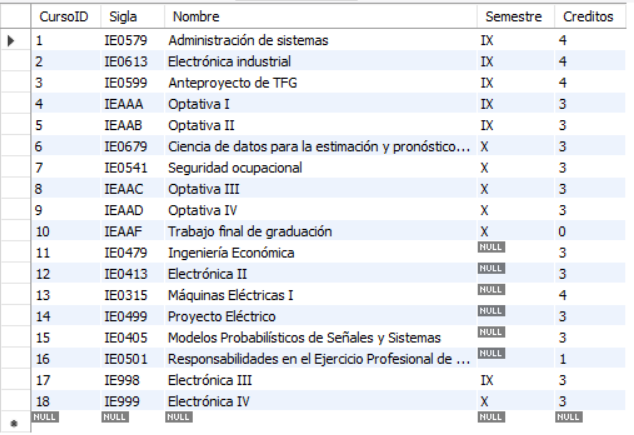 CursoID Sigla Nombre Semestre Creditos
1 IE0579 Administración de sistemas IX 4
2 IE0613 Electrónica industrial IX 4
3 IE0599 Anteproyecto de TFG IX 4
4 IEAAA Optativa I IX 3
5 IEAAB Optativa II IX 3
6 IE0679 Ciencia de datos para la estimación y pronóstico... X 3
7 IE0541 Seguridad ocupacional X 3
8 IEAAC Optativa III X 3
9 IEAAD Optativa IV X 3
10 IEAAF Trabajo final de graduación X 0
11 IE0479 Ingeniería Económica NULL 3
12 IE0413 Electrónica II NULL 3
13 IE0315 Máquinas Eléctricas I NULL 4
14 IE0499 Proyecto Eléctrico NULL 3
15 IE0405 Modelos Probabilísticos de Señales y Sistemas NULL 3
16 IE0501 Responsabilidades en el Ejercicio Profesional de ... NULL 1
17 IE998 Electrónica III IX 3
18 IE999 Electrónica IV X 3
NULL NULL NULL NULL NULL